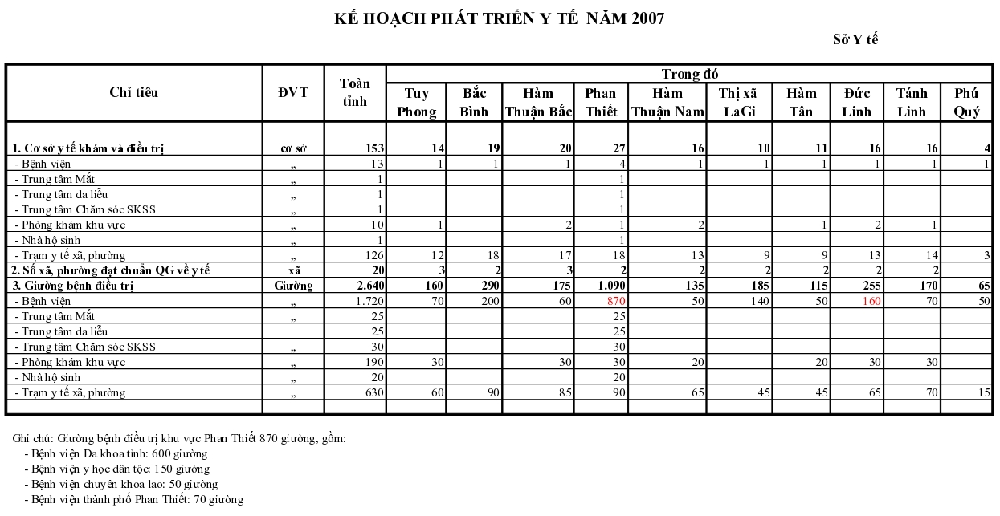 KẾ HOẠCH PHÁT TRIỂN Y TẾ NĂM 2007
Sở Y tế
Chỉ tiêu ĐVT Toàn tỉnh Trong đó
Tuy Phong Bắc Bình Hàm Thuận Bắc Phan Thiết Hàm Thuận Nam Thị xã LaGi Hàm Tân Đức Linh Tánh Linh Phú Quý
1. Cơ sở y tế khám và điều trị cơ sở 153 14 19 20 27 16 10 11 16 16 4
- Bệnh viện „ 13 1 1 1 4 1 1 1 1 1 1
- Trung tâm Mắt „ 1 1
- Trung tâm da liễu „ 1 1
- Trung tâm Chăm sóc SKSS „ 1 1
- Phòng khám khu vực „ 10 1 2 1 2 1 2 1
- Nhà hộ sinh „ 1 1
- Trạm y tế xã, phường „ 126 12 18 17 18 13 9 9 13 14 3
2. Số xã, phường đạt chuẩn QG về y tế xã 20 3 2 3 2 2 2 2 2 2
3. Giường bệnh điều trị Giường 2.640 160 290 175 1.090 135 185 115 255 170 65
- Bệnh viện „ 1.720 70 200 60 870 50 140 50 160 70 50
- Trung tâm Mắt „ 25 25
- Trung tâm da liễu 25 25
- Trung tâm Chăm sóc SKSS „ 30 30
- Phòng khám khu vực „ 190 30 30 30 20 20 30 30
- Nhà hộ sinh „ 20 20
- Trạm y tế xã, phường „ 630 60 90 85 90 65 45 45 65 70 15
Ghi chú: Giường bệnh điều trị khu vực Phan Thiết 870 giường, gồm:
- Bệnh viện Đa khoa tỉnh: 600 giường
- Bệnh viện y học dân tộc: 150 giường
- Bệnh viện chuyên khoa lao: 50 giường
- Bệnh viện thành phố Phan Thiết: 70 giường